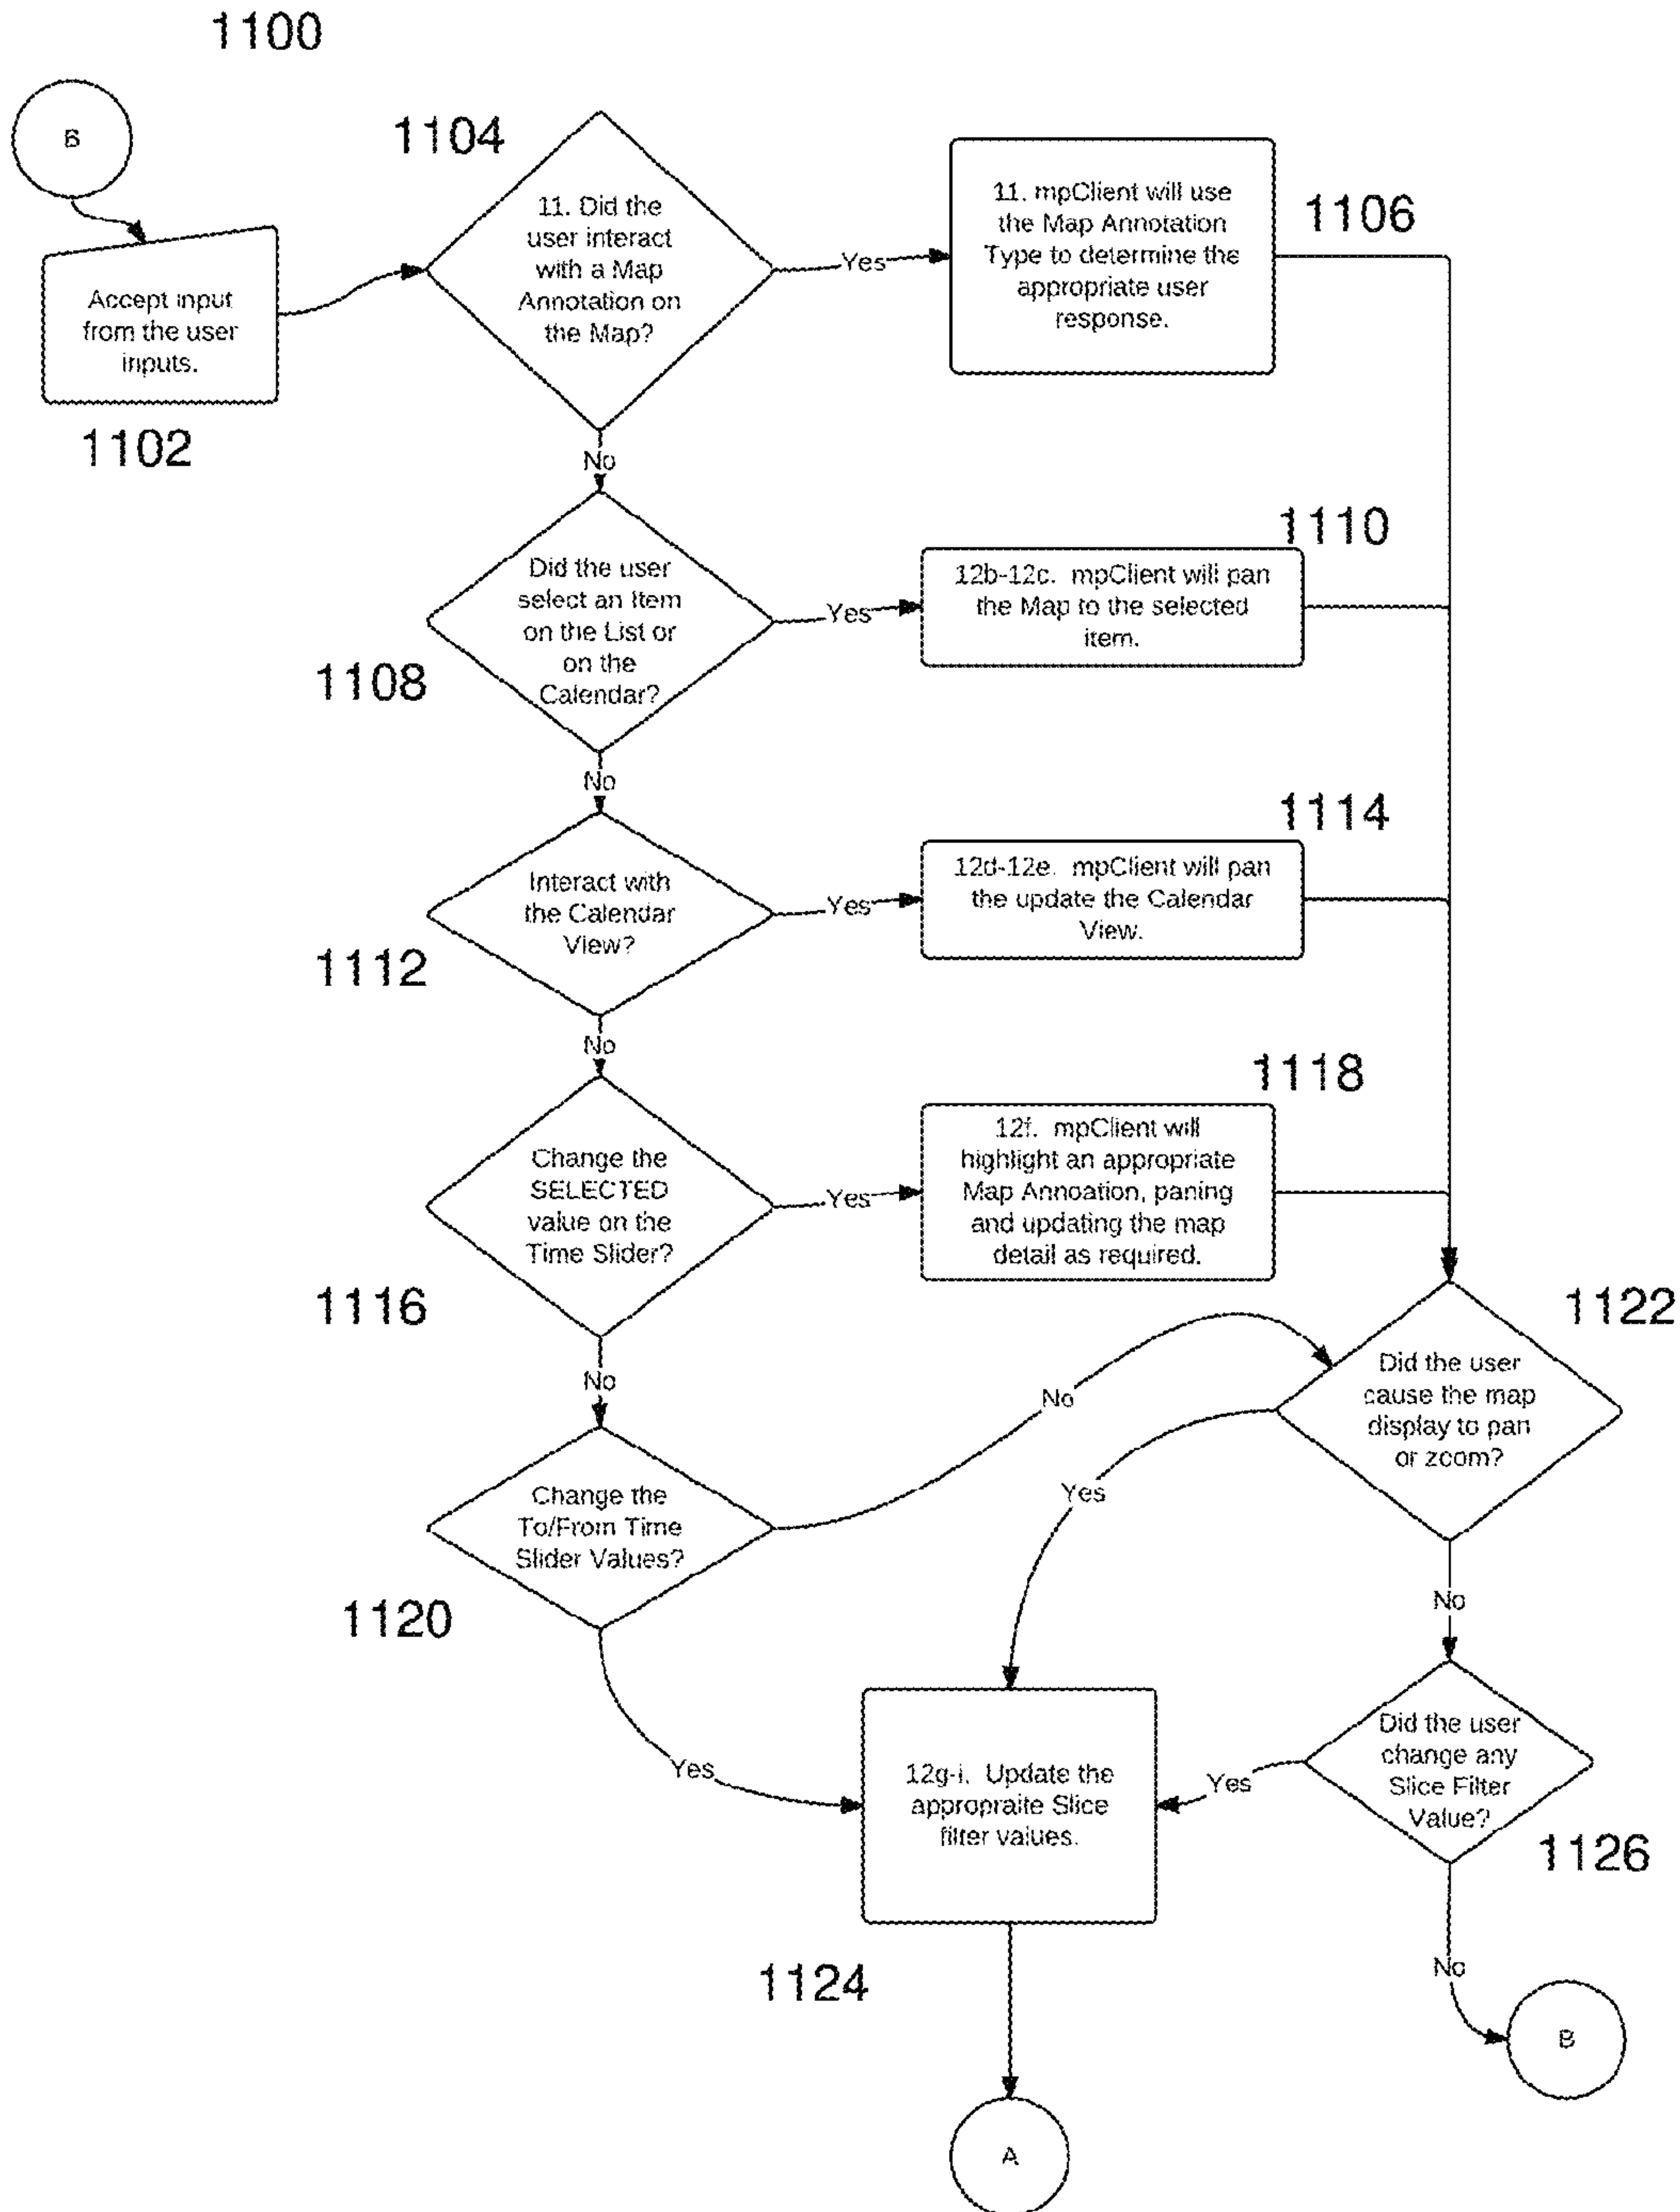 1100
B
Accept input
from the user
inputs.
1102
1104
11. Did the
user interact
with a Map
Annotation on
the Map?
Yes
11. mpClient will use
the Map Annotation
Type to determine the
appropriate user
response.
1106
No
Did the user
select an Item
on the List or
on the
Calendar?
1108
Yes
12b-12c. mpClient will pan
the Map to the selected
item.
1110
No
Interact with
the Calendar
View?
1112
Yes
12d-12e. mpClient will pan
the update the Calendar
View.
1114
No
Change the
SELECTED
value on the
Time Slider?
1116
Yes
12f. mpClient will
highlight an appropriate
Map Annoation, paning
and updating the map
detail as required.
1118
No
Change the
To/From Time
Slider Values?
1120
No
Yes
Did the user
cause the map
display to pan
or zoom?
1122
Yes
No
12g-i. Update the
appropraite Slice
filter values.
1124
Did the user
change any
Slice Filter
Value?
1126
Yes
No
B
A